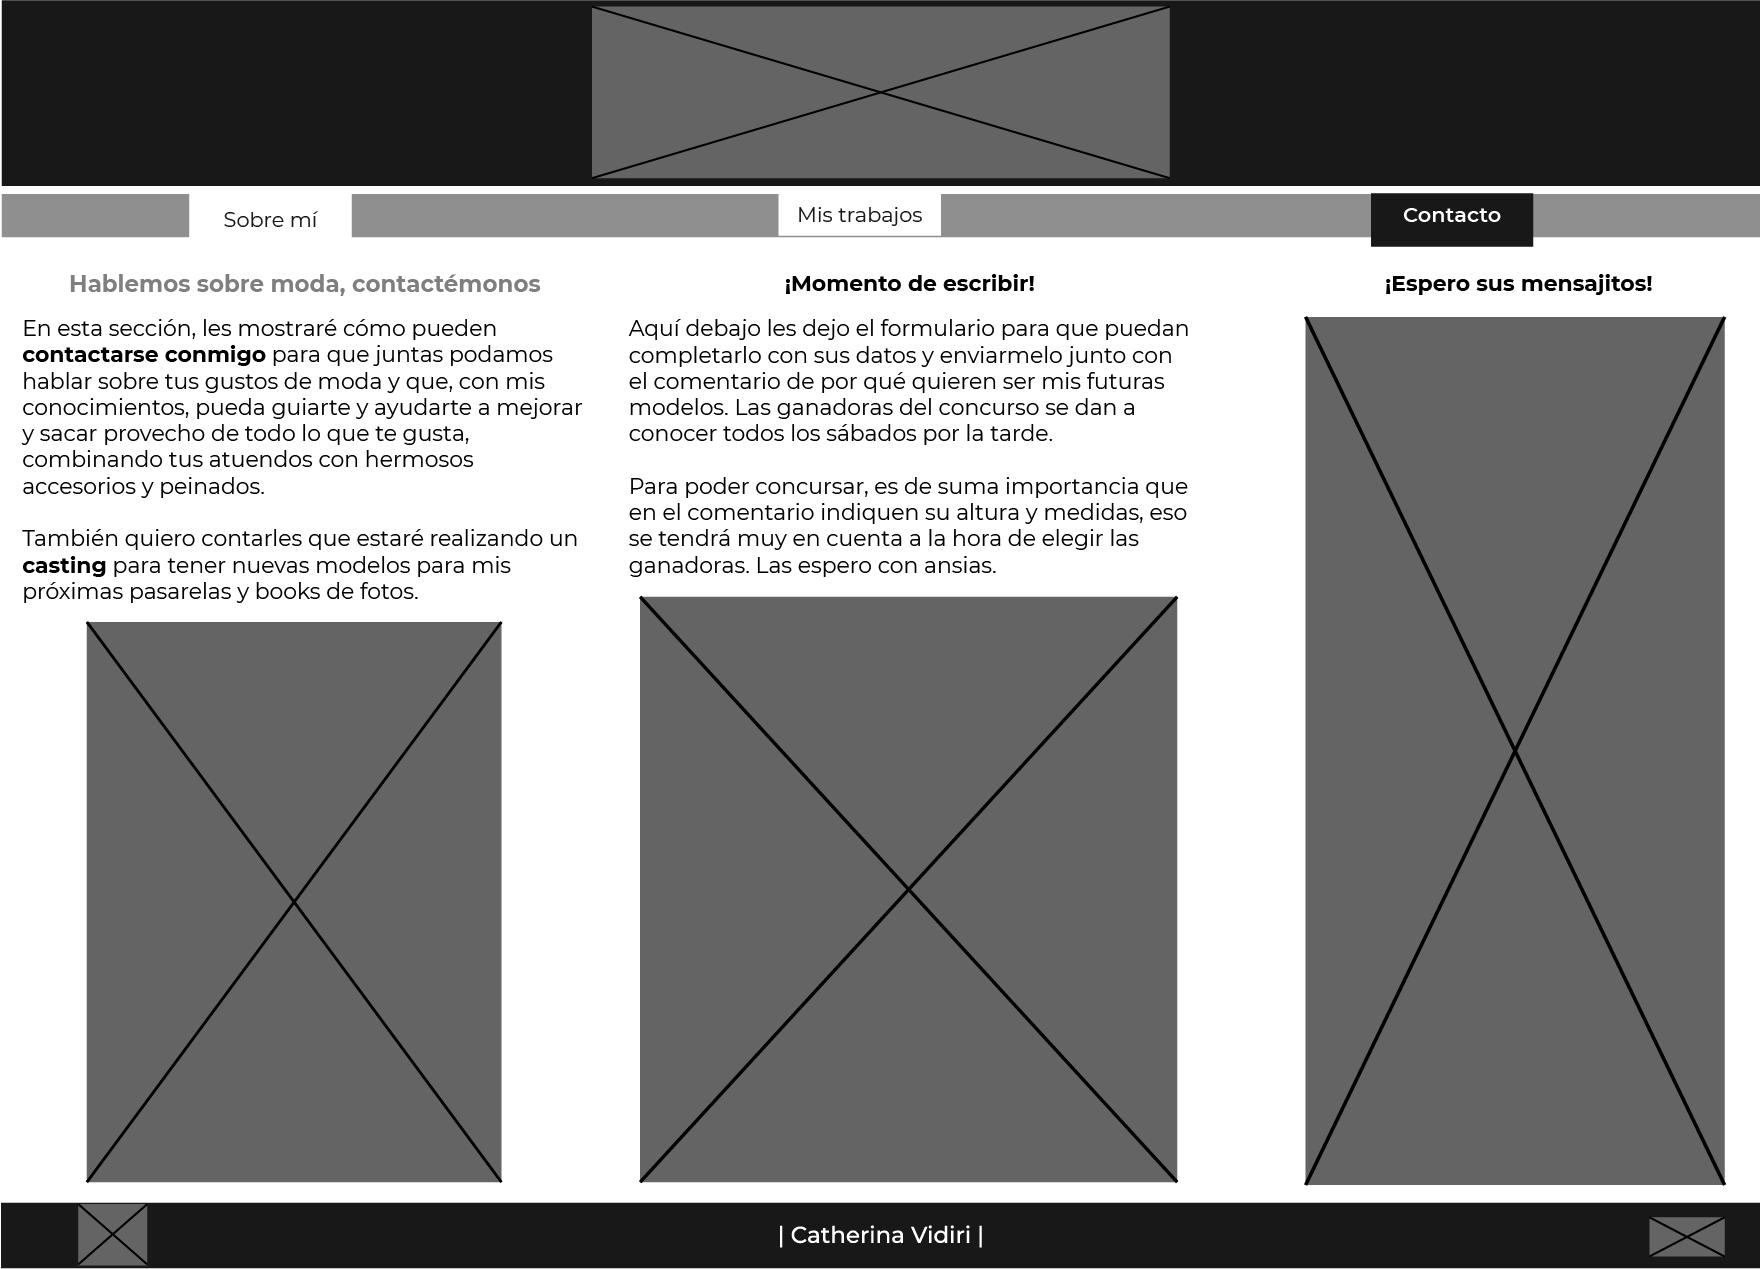 Sobre mí
Mis trabajos
Contacto
Hablemos sobre moda, contactémonos
En esta sección, les mostraré cómo pueden
contactarse conmigo para que juntas podamos
hablar sobre tus gustos de moda y que, con mis
conocimientos, pueda guiarte y ayudarte a mejorar
y sacar provecho de todo lo que te gusta,
combinando tus atuendos con hermosos
accesorios y peinados.
También quiero contarles que estaré realizando un
casting para tener nuevas modelos para mis
próximas pasarelas y books de fotos.
¡Momento de escribir!
Aquí debajo les dejo el formulario para que puedan
completarlo con sus datos y enviarmelo junto con
el comentario de por qué quieren ser mis futuras
modelos. Las ganadoras del concurso se dan a
conocer todos los sábados por la tarde.
Para poder concursar, es de suma importancia que
en el comentario indiquen su altura y medidas, eso
se tendrá muy en cuenta a la hora de elegir las
ganadoras. Las espero con ansias.
¡Espero sus mensajitos!
| Catherina Vidiri |